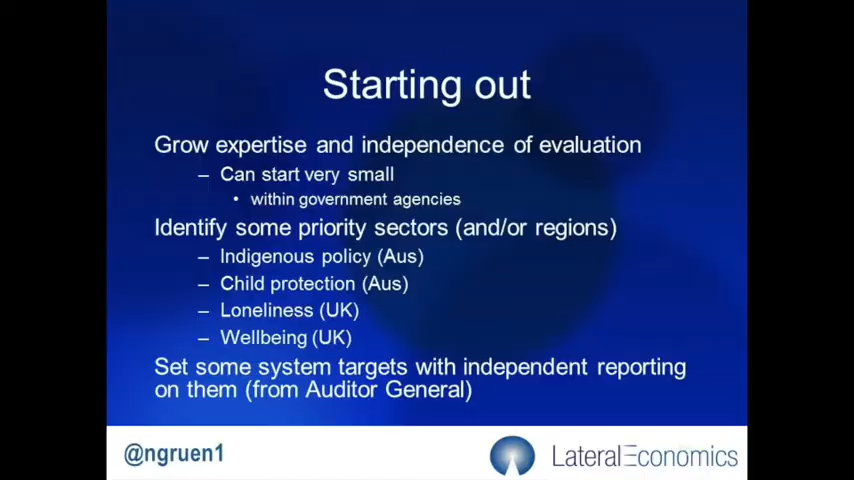 Starting out
Grow expertise and independence of evaluation
– Can start very small
• within government agencies
Identify some priority sectors (and/or regions)
– Indigenous policy (Aus)
– Child protection (Aus)
– Loneliness (UK)
– Wellbeing (UK)
Set some system targets with independent reporting
on them (from Auditor General)
@ngruen1
LateralEconomics